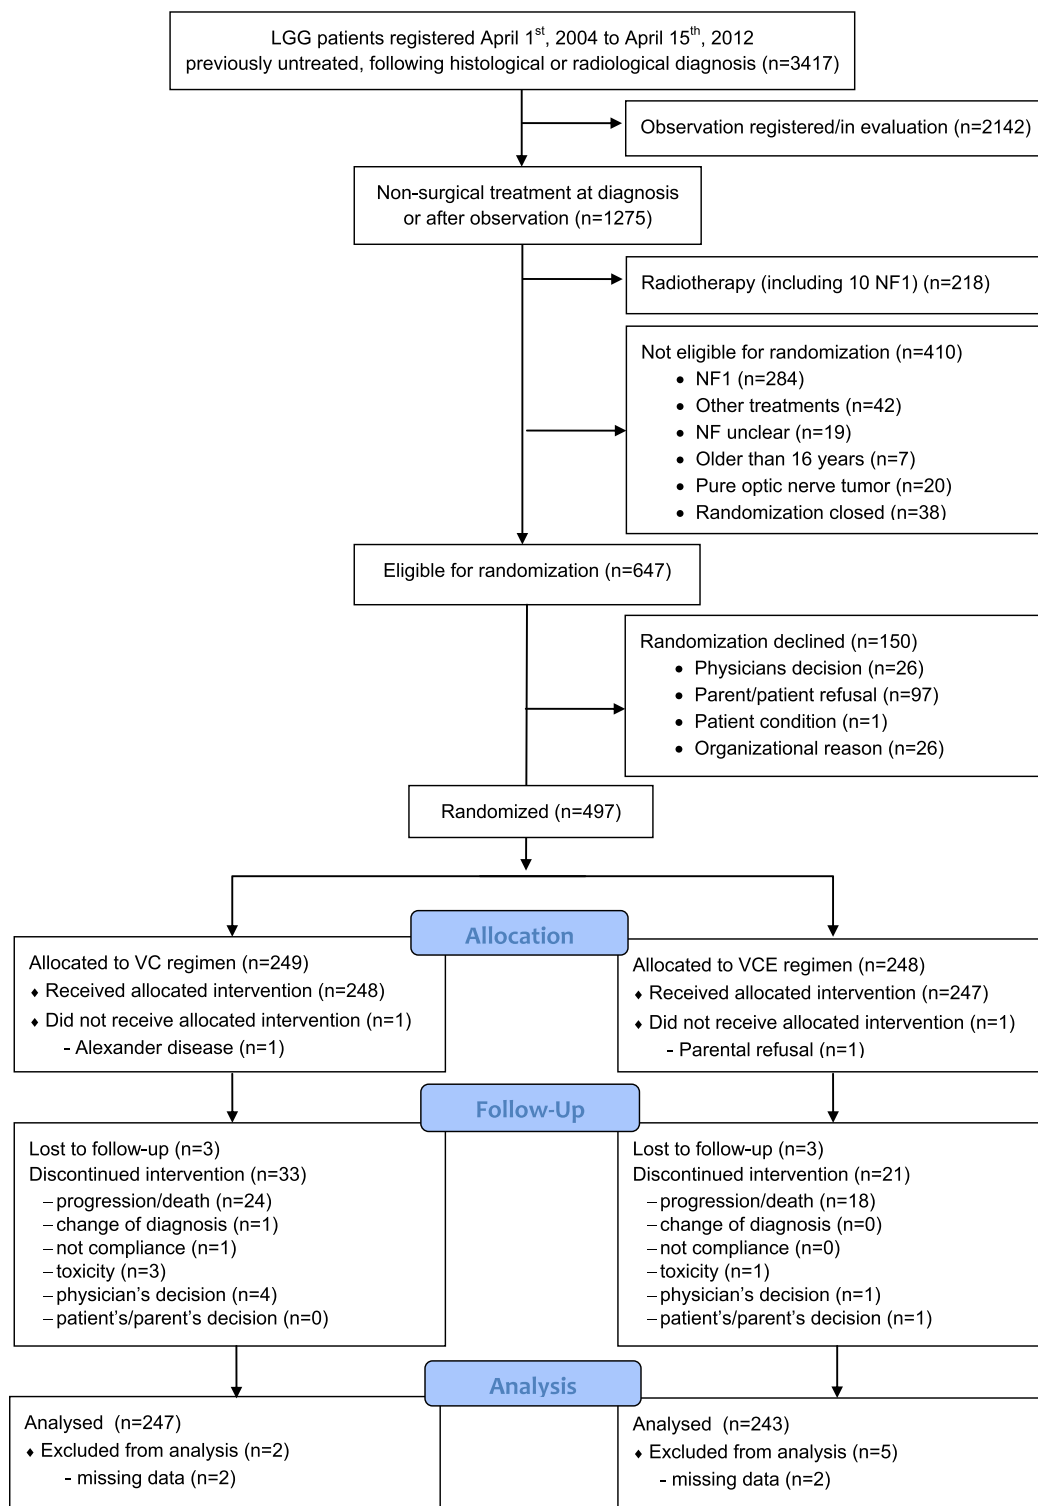 LGG patients registered April 1st, 2004 to April 15th, 2012
previously untreated, following histological or radiological diagnosis (n=3417)
Observation registered/in evaluation (n=2142)
Non-surgical treatment at diagnosis
or after observation (n=1275)
Radiotherapy (including 10 NF1) (n=218)
Not eligible for randomization (n=410)
• NF1 (n=284)
• Other treatments (n=42)
• NF unclear (n=19)
• Older than 16 years (n=7)
• Pure optic nerve tumor (n=20)
• Randomization closed (n=38)
Eligible for randomization (n=647)
Randomization declined (n=150)
• Physicians decision (n=26)
• Parent/patient refusal (n=97)
• Patient condition (n=1)
• Organizational reason (n=26)
Randomized (n=497)
Allocation
Allocated to VC regimen (n=249)
♦ Received allocated intervention (n=248)
♦ Did not receive allocated intervention (n=1)
- Alexander disease (n=1)
Allocated to VCE regimen (n=248)
♦ Received allocated intervention (n=247)
♦ Did not receive allocated intervention (n=1)
- Parental refusal (n=1)
Follow-Up
Lost to follow-up (n=3)
Discontinued intervention (n=33)
– progression/death (n=24)
– change of diagnosis (n=1)
– not compliance (n=1)
– toxicity (n=3)
– physician's decision (n=4)
– patient's/parent's decision (n=0)
Lost to follow-up (n=3)
Discontinued intervention (n=21)
– progression/death (n=18)
– change of diagnosis (n=0)
– not compliance (n=0)
– toxicity (n=1)
– physician's decision (n=1)
– patient's/parent's decision (n=1)
Analysis
Analysed (n=247)
♦ Excluded from analysis (n=2)
- missing data (n=2)
Analysed (n=243)
♦ Excluded from analysis (n=5)
- missing data (n=2)